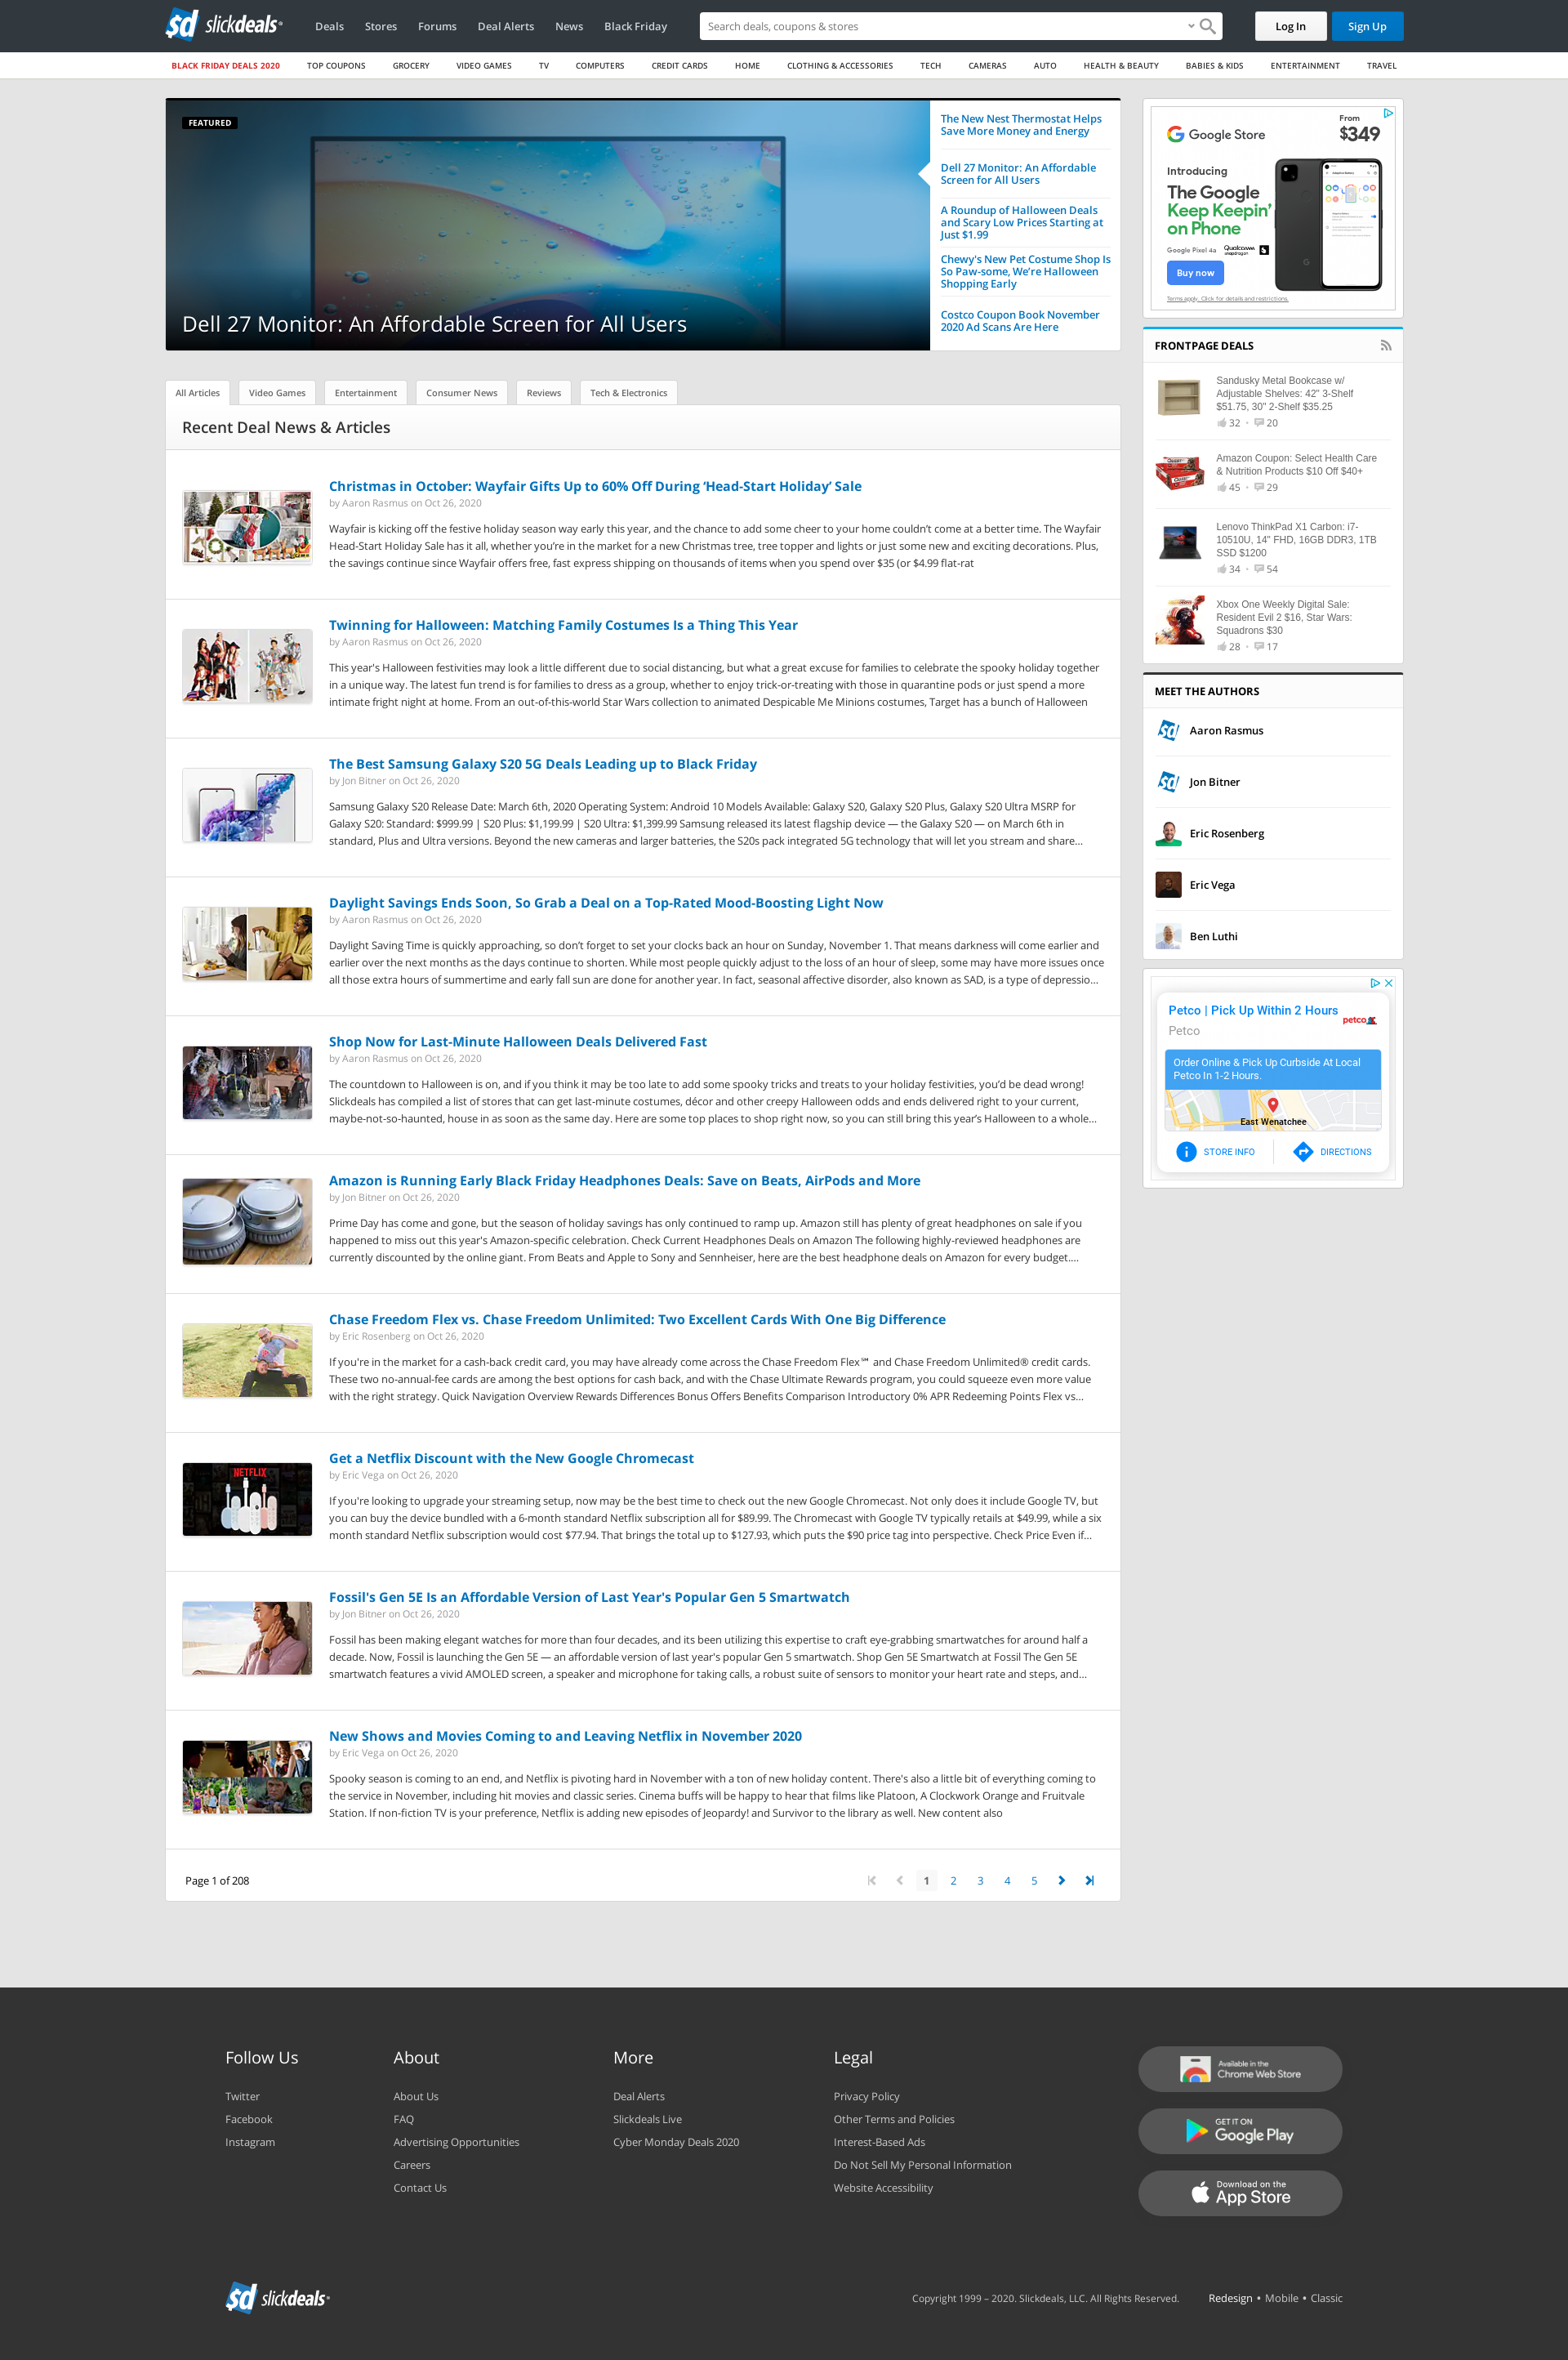 sd slickdeals
Deals Stores Forums Deal Alerts News Black Friday
Search deals, coupons & stores
Log In
Sign Up
BLACK FRIDAY DEALS 2020 TOP COUPONS GROCERY VIDEO GAMES TV COMPUTERS CREDIT CARDS HOME CLOTHING & ACCESSORIES TECH CAMERAS AUTO HEALTH & BEAUTY BABIES & KIDS ENTERTAINMENT TRAVEL
FEATURED
Dell 27 Monitor: An Affordable Screen for All Users
The New Nest Thermostat Helps
Save More Money and Energy
Dell 27 Monitor: An Affordable
Screen for All Users
A Roundup of Halloween Deals
and Scary Low Prices Starting at
Just $1.99
Chewy's New Pet Costume Shop Is
So Paw-some, We’re Halloween
Shopping Early
Costco Coupon Book November
2020 Ad Scans Are Here
All Articles Video Games Entertainment Consumer News Reviews Tech & Electronics
Recent Deal News & Articles
Christmas in October: Wayfair Gifts Up to 60% Off During ‘Head-Start Holiday’ Sale
by Aaron Rasmus on Oct 26, 2020
Wayfair is kicking off the festive holiday season way early this year, and the chance to add some cheer to your home couldn’t come at a better time. The Wayfair
Head-Start Holiday Sale has it all, whether you’re in the market for a new Christmas tree, tree topper and lights or just some new and exciting decorations. Plus,
the savings continue since Wayfair offers free, fast express shipping on thousands of items when you spend over $35 (or $4.99 flat-rat
Twinning for Halloween: Matching Family Costumes Is a Thing This Year
by Aaron Rasmus on Oct 26, 2020
This year's Halloween festivities may look a little different due to social distancing, but what a great excuse for families to celebrate the spooky holiday together
in a unique way. The latest fun trend is for families to dress as a group, whether to enjoy trick-or-treating with those in quarantine pods or just spend a more
intimate fright night at home. From an out-of-this-world Star Wars collection to animated Despicable Me Minions costumes, Target has a bunch of Halloween
The Best Samsung Galaxy S20 5G Deals Leading up to Black Friday
by Jon Bitner on Oct 26, 2020
Samsung Galaxy S20 Release Date: March 6th, 2020 Operating System: Android 10 Models Available: Galaxy S20, Galaxy S20 Plus, Galaxy S20 Ultra MSRP for
Galaxy S20: Standard: $999.99 | S20 Plus: $1,199.99 | S20 Ultra: $1,399.99 Samsung released its latest flagship device — the Galaxy S20 — on March 6th in
standard, Plus and Ultra versions. Beyond the new cameras and larger batteries, the S20s pack integrated 5G technology that will let you stream and share...
Daylight Savings Ends Soon, So Grab a Deal on a Top-Rated Mood-Boosting Light Now
by Aaron Rasmus on Oct 26, 2020
Daylight Saving Time is quickly approaching, so don’t forget to set your clocks back an hour on Sunday, November 1. That means darkness will come earlier and
earlier over the next months as the days continue to shorten. While most people quickly adjust to the loss of an hour of sleep, some may have more issues once
all those extra hours of summertime and early fall sun are done for another year. In fact, seasonal affective disorder, also known as SAD, is a type of depressio...
Shop Now for Last-Minute Halloween Deals Delivered Fast
by Aaron Rasmus on Oct 26, 2020
The countdown to Halloween is on, and if you think it may be too late to add some spooky tricks and treats to your holiday festivities, you’d be dead wrong!
Slickdeals has compiled a list of stores that can get last-minute costumes, décor and other creepy Halloween odds and ends delivered right to your current,
maybe-not-so-haunted, house in as soon as the same day. Here are some top places to shop right now, so you can still bring this year’s Halloween to a whole...
Amazon is Running Early Black Friday Headphones Deals: Save on Beats, AirPods and More
by Jon Bitner on Oct 26, 2020
Prime Day has come and gone, but the season of holiday savings has only continued to ramp up. Amazon still has plenty of great headphones on sale if you
happened to miss out this year's Amazon-specific celebration. Check Current Headphones Deals on Amazon The following highly-reviewed headphones are
currently discounted by the online giant. From Beats and Apple to Sony and Sennheiser, here are the best headphone deals on Amazon for every budget....
Chase Freedom Flex vs. Chase Freedom Unlimited: Two Excellent Cards With One Big Difference
by Eric Rosenberg on Oct 26, 2020
If you're in the market for a cash-back credit card, you may have already come across the Chase Freedom Flex℠ and Chase Freedom Unlimited® credit cards.
These two no-annual-fee cards are among the best options for cash back, and with the Chase Ultimate Rewards program, you could squeeze even more value
with the right strategy. Quick Navigation Overview Rewards Differences Bonus Offers Benefits Comparison Introductory 0% APR Redeeming Points Flex vs...
NETFLIX
Get a Netflix Discount with the New Google Chromecast
by Eric Vega on Oct 26, 2020
If you're looking to upgrade your streaming setup, now may be the best time to check out the new Google Chromecast. Not only does it include Google TV, but
you can buy the device bundled with a 6-month standard Netflix subscription all for $89.99. The Chromecast with Google TV typically retails at $49.99, while a six
month standard Netflix subscription would cost $77.94. That brings the total up to $127.93, which puts the $90 price tag into perspective. Check Price Even if...
Fossil's Gen 5E Is an Affordable Version of Last Year's Popular Gen 5 Smartwatch
by Jon Bitner on Oct 26, 2020
Fossil has been making elegant watches for more than four decades, and its been utilizing this expertise to craft eye-grabbing smartwatches for around half a
decade. Now, Fossil is launching the Gen 5E — an affordable version of last year's popular Gen 5 smartwatch. Shop Gen 5E Smartwatch at Fossil The Gen 5E
smartwatch features a vivid AMOLED screen, a speaker and microphone for taking calls, a robust suite of sensors to monitor your heart rate and steps, and...
New Shows and Movies Coming to and Leaving Netflix in November 2020
by Eric Vega on Oct 26, 2020
Spooky season is coming to an end, and Netflix is pivoting hard in November with a ton of new holiday content. There's also a little bit of everything coming to
the service in November, including hit movies and classic series. Cinema buffs will be happy to hear that films like Platoon, A Clockwork Orange and Fruitvale
Station. If non-fiction TV is your preference, Netflix is adding new episodes of Jeopardy! and Survivor to the library as well. New content also
Page 1 of 208
1 2 3 4 5
Google Store
From
$349
Introducing
The Google
Keep Keepin’
on Phone
Google Pixel 4a
Qualcomm
snapdragon
Buy now
Terms apply. Click for details and restrictions.
FRONTPAGE DEALS
Sandusky Metal Bookcase w/
Adjustable Shelves: 42" 3-Shelf
$51.75, 30" 2-Shelf $35.25
32 • 20
Amazon Coupon: Select Health Care
& Nutrition Products $10 Off $40+
45 • 29
Lenovo ThinkPad X1 Carbon: i7-
10510U, 14" FHD, 16GB DDR3, 1TB
SSD $1200
34 • 54
Xbox One Weekly Digital Sale:
Resident Evil 2 $16, Star Wars:
Squadrons $30
28 • 17
MEET THE AUTHORS
sd Aaron Rasmus
sd Jon Bitner
Eric Rosenberg
Eric Vega
Ben Luthi
Petco | Pick Up Within 2 Hours
Petco
petco
Order Online & Pick Up Curbside At Local
Petco In 1-2 Hours.
East Wenatchee
STORE INFO
DIRECTIONS
Follow Us
Twitter
Facebook
Instagram
About
About Us
FAQ
Advertising Opportunities
Careers
Contact Us
More
Deal Alerts
Slickdeals Live
Cyber Monday Deals 2020
Legal
Privacy Policy
Other Terms and Policies
Interest-Based Ads
Do Not Sell My Personal Information
Website Accessibility
Available in the
Chrome Web Store
GET IT ON
Google Play
Download on the
App Store
sd slickdeals
Copyright 1999 – 2020. Slickdeals, LLC. All Rights Reserved.
Redesign • Mobile • Classic